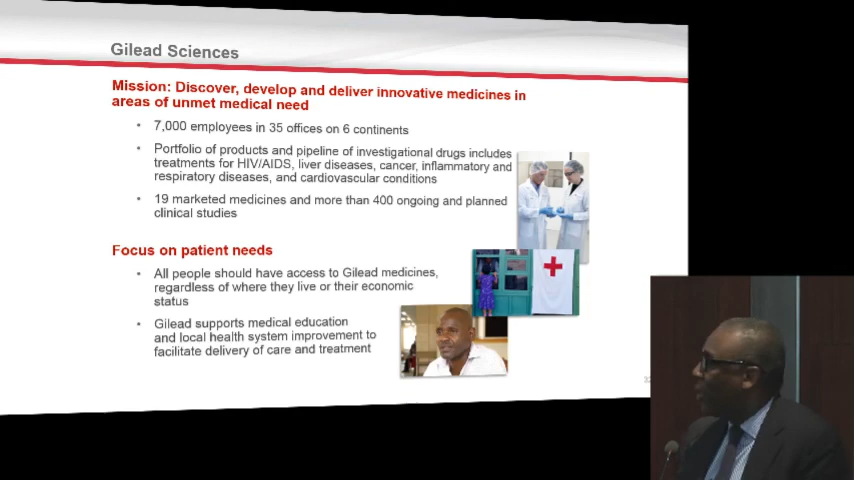 Gilead Sciences
Mission: Discover, develop and deliver innovative medicines in
areas of unmet medical need
• 7,000 employees in 35 offices on 6 continents
• Portfolio of products and pipeline of investigational drugs includes
treatments for HIV/AIDS, liver diseases, cancer, inflammatory and
respiratory diseases, and cardiovascular conditions
• 19 marketed medicines and more than 400 ongoing and planned
clinical studies
Focus on patient needs
• All people should have access to Gilead medicines,
regardless of where they live or their economic
status
• Gilead supports medical education
and local health system improvement to
facilitate delivery of care and treatment